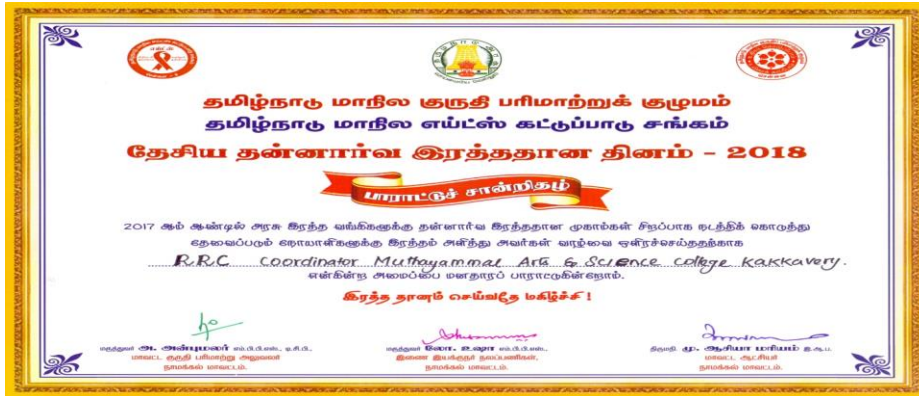 தமிழ்நாடு மாநில குருதி பரிமாற்றுக் குழுமம்
தமிழ்நாடு மாநில எய்ட்ஸ் கட்டுப்பாடு சங்கம்
தேசிய தன்னார்வ இரத்ததான தினம் - 2018
பாராட்டுச் சான்றிதழ்
2017 ஆம் ஆண்டில் அரசு இரத்த வங்கிகளுக்கு தன்னார்வ இரத்ததான முகாம்கள் சிறப்பாக நடத்திக் கொடுத்து
தேவைப்படும் நோயாளிகளுக்கு இரத்தம் அளித்து அவர்கள் வாழ்வை ஒளிரச்செய்ததற்காக
R.R.C Coordinator Muthayammal Arts & Science College Kakkavery.
என்கின்ற அமைப்பை மனதாரப் பாராட்டுகின்றோம்.
இரத்த தானம் செய்வதே மகிழ்ச்சி !
மருத்துவர் அ. அன்புமலர் எம்.பி.பி.எஸ்., டி.சி.பி.,
மாவட்ட குருதி பரிமாற்று அலுவலர்
நாமக்கல் மாவட்டம்.
மருத்துவர் லோ. உஷா எம்.பி.பி.எஸ்.,
இணை இயக்குநர் நலப்பணிகள்,
நாமக்கல் மாவட்டம்.
திருமதி. மு. ஆசியா மரியம் இ.ஆ.ப.
மாவட்ட ஆட்சியர்
நாமக்கல் மாவட்டம்.